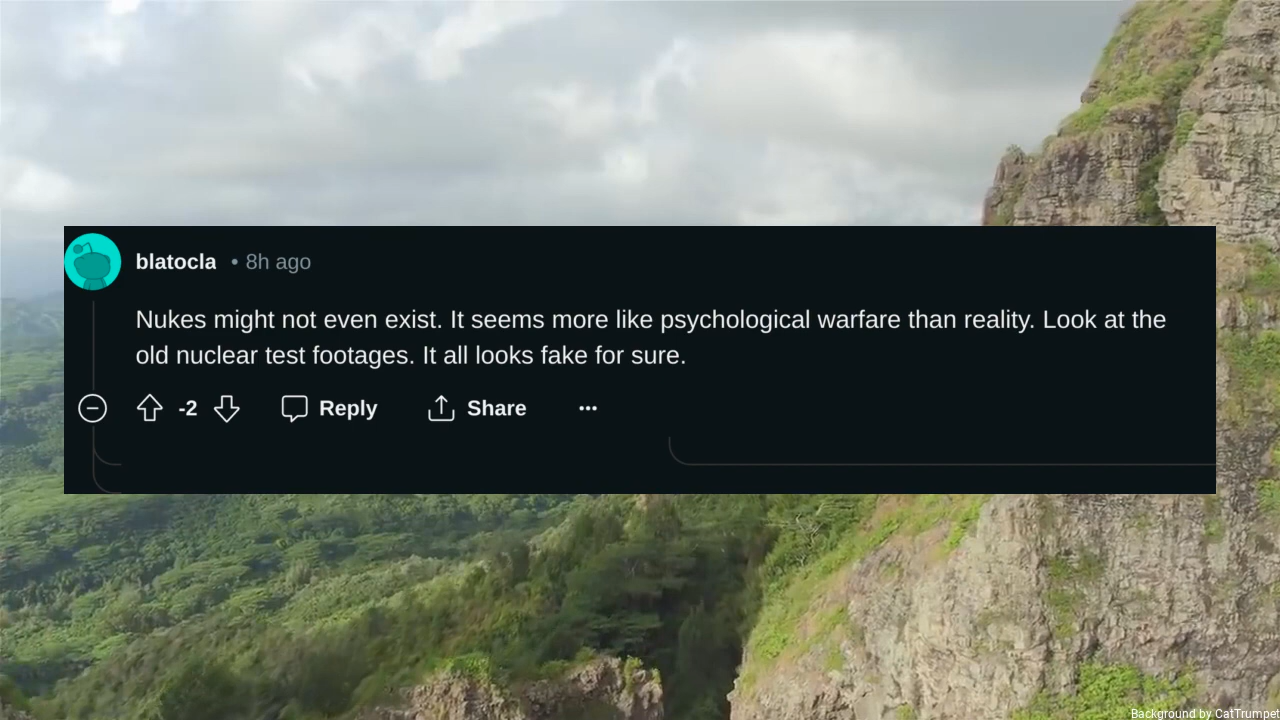 blatocla • 8h ago
Nukes might not even exist. It seems more like psychological warfare than reality. Look at the
old nuclear test footages. It all looks fake for sure.
-2 Reply Share ···
Background by CatTrumpet